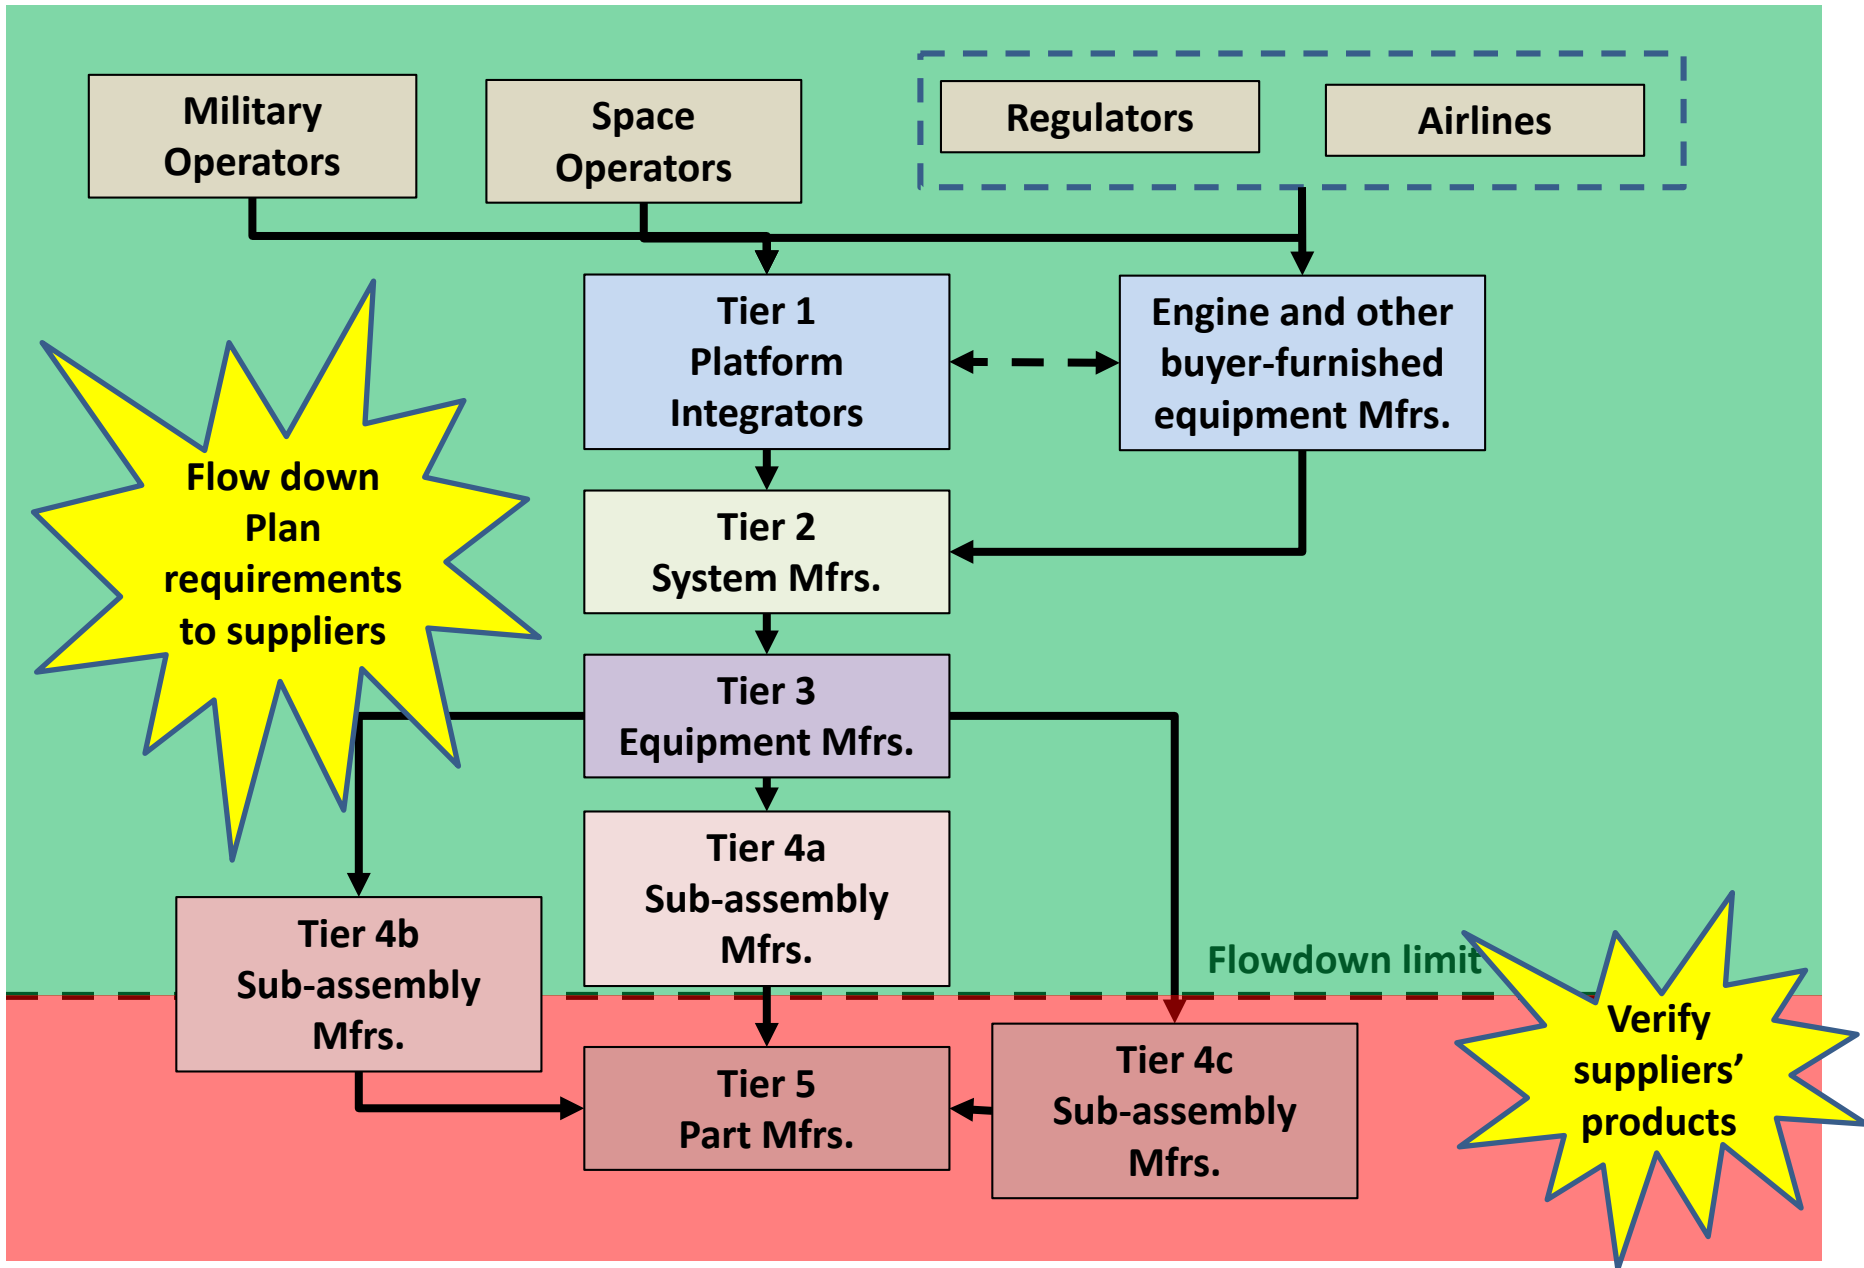 Military
Operators
Space
Operators
Regulators
Airlines
Tier 1
Platform
Integrators
Engine and other
buyer-furnished
equipment Mfrs.
Flow down
Plan
requirements
to suppliers
Tier 2
System Mfrs.
Tier 3
Equipment Mfrs.
Tier 4a
Sub-assembly
Mfrs.
Tier 4b
Sub-assembly
Mfrs.
Flowdown limit
Verify
suppliers’
products
Tier 5
Part Mfrs.
Tier 4c
Sub-assembly
Mfrs.